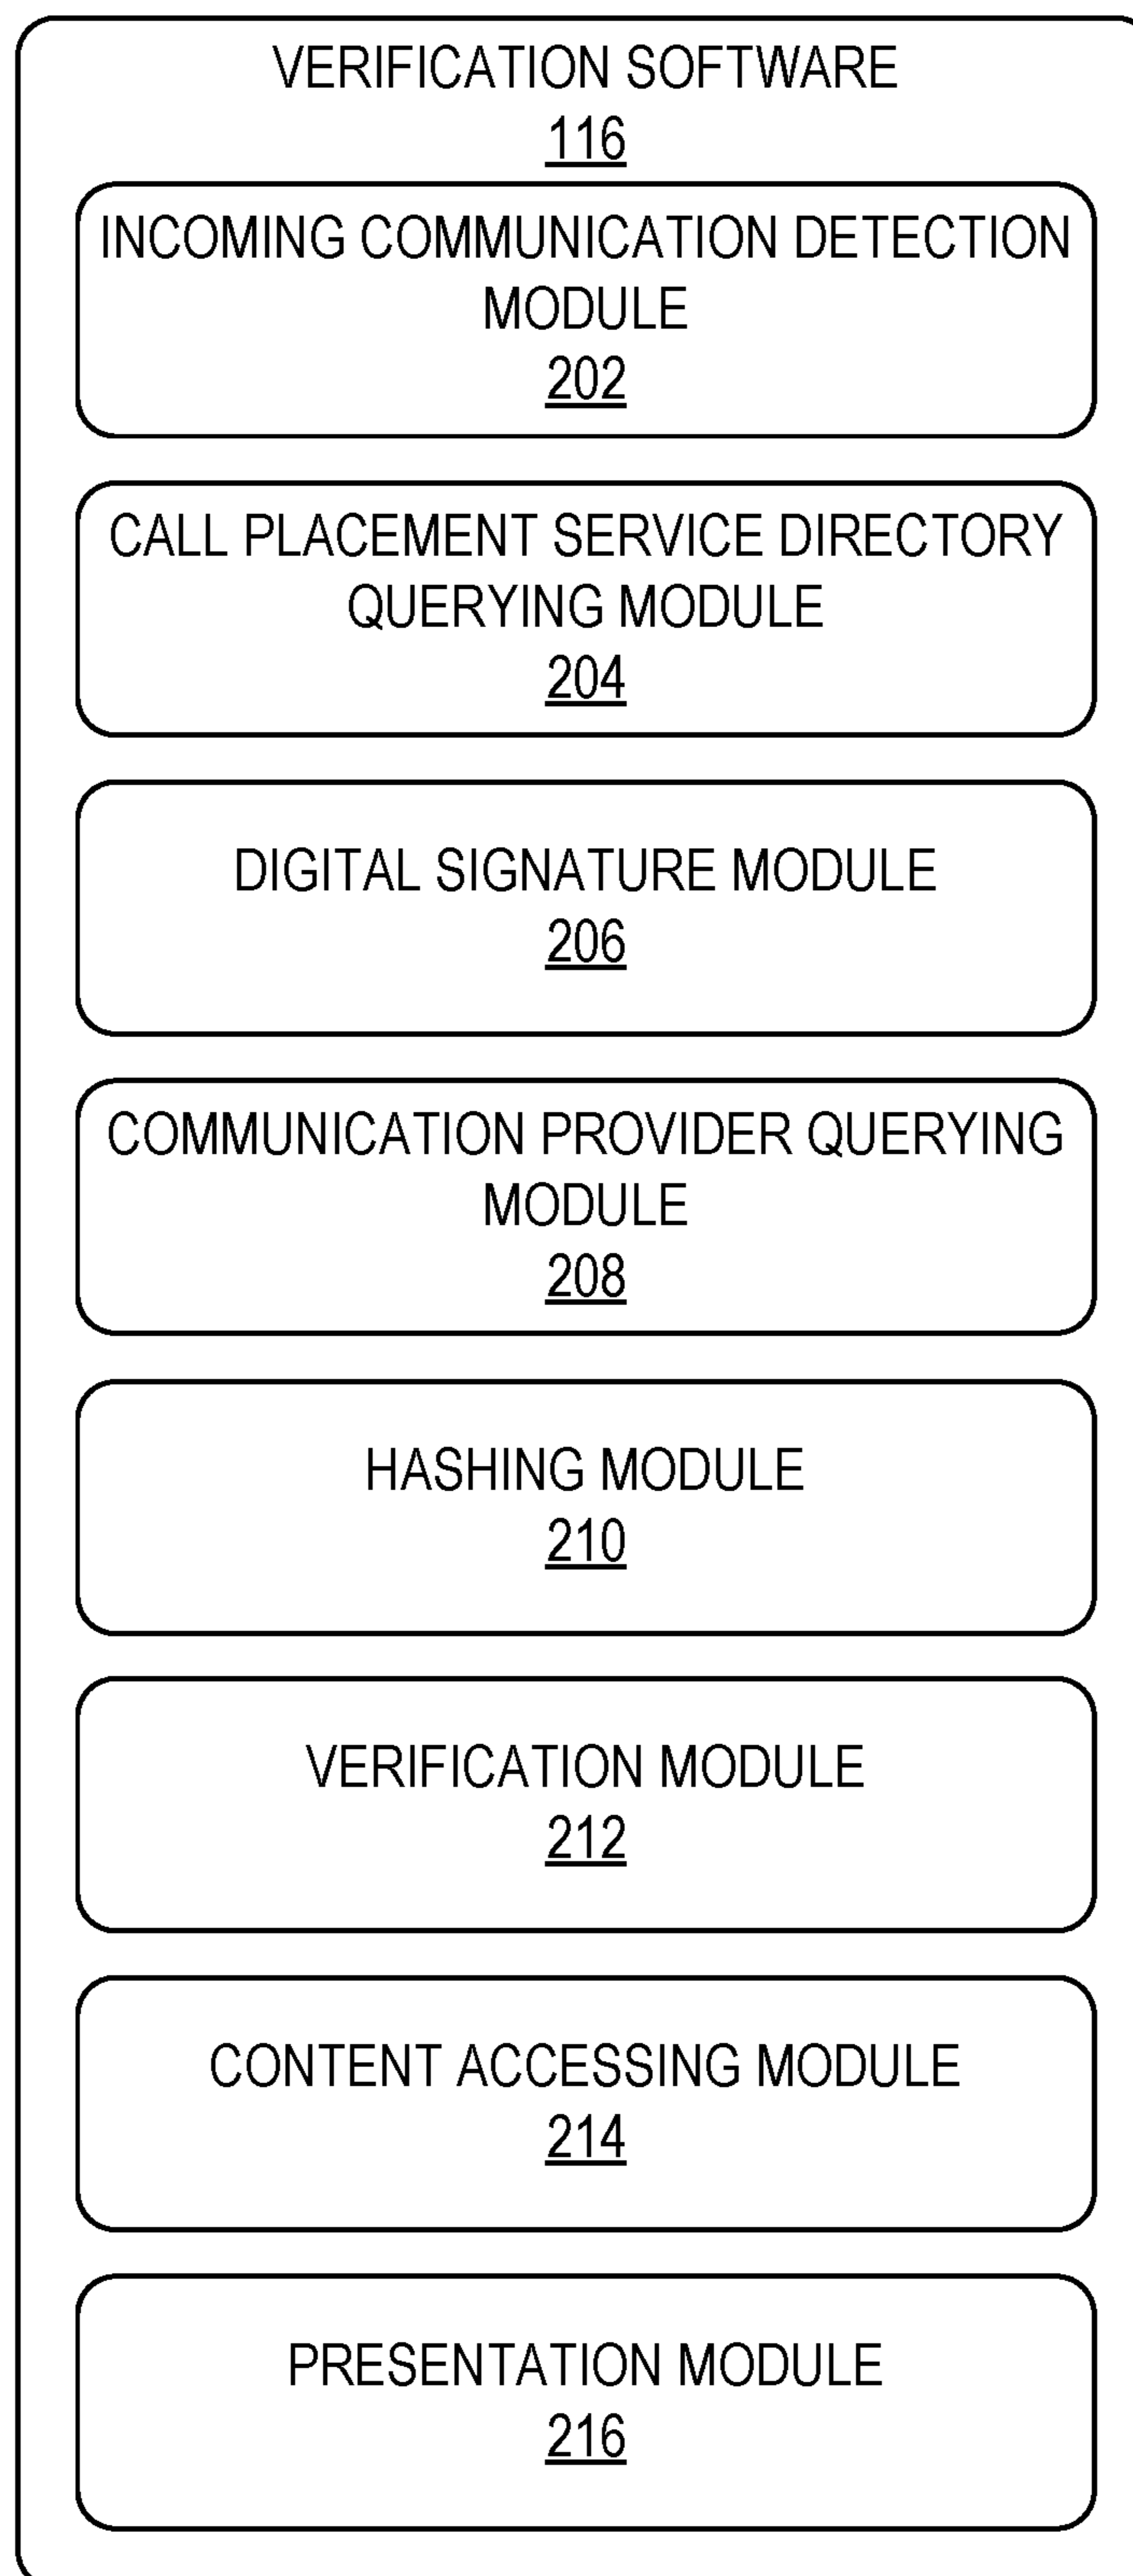 VERIFICATION SOFTWARE
116
INCOMING COMMUNICATION DETECTION
MODULE
202
CALL PLACEMENT SERVICE DIRECTORY
QUERYING MODULE
204
DIGITAL SIGNATURE MODULE
206
COMMUNICATION PROVIDER QUERYING
MODULE
208
HASHING MODULE
210
VERIFICATION MODULE
212
CONTENT ACCESSING MODULE
214
PRESENTATION MODULE
216